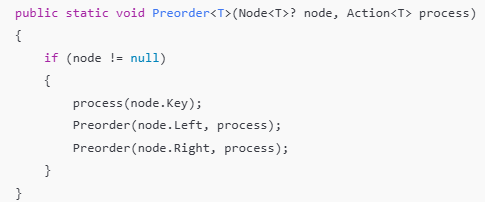 public static void Preorder<T>(Node<T>? node, Action<T> process)
{
    if (node != null)
    {
        process(node.Key);
        Preorder(node.Left, process);
        Preorder(node.Right, process);
    }
}